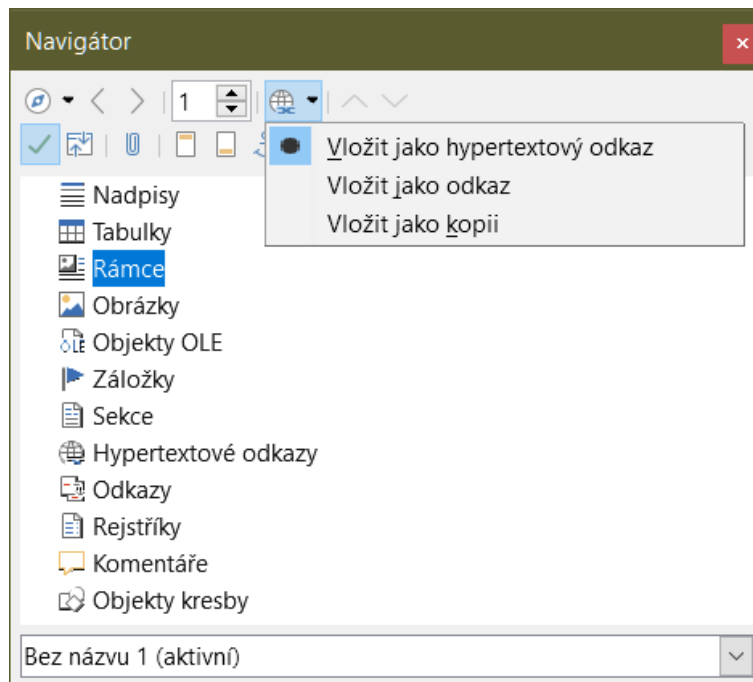 Navigátor
1
Vložit jako hypertextový odkaz
Vložit jako odkaz
Vložit jako kopii
Nadpisy
Tabulky
Rámce
Obrázky
Objekty OLE
Záložky
Sekce
Hypertextové odkazy
Odkazy
Rejstříky
Komentáře
Objekty kresby
Bez názvu 1 (aktivní)